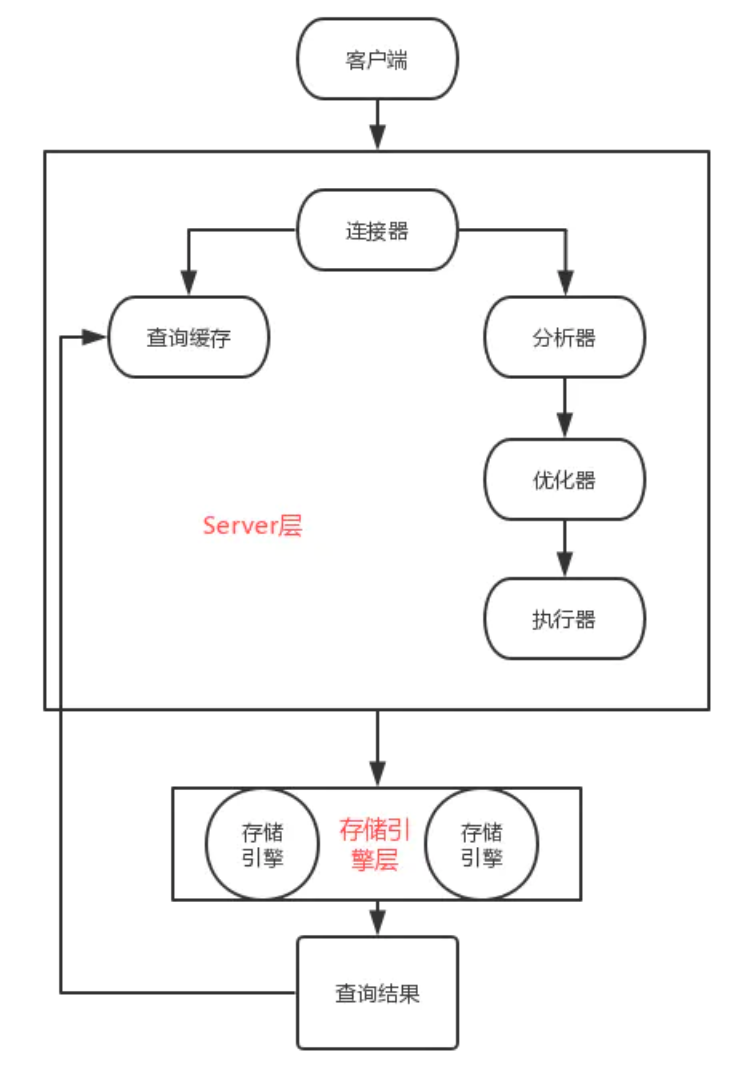 客户端
连接器
查询缓存
分析器
优化器
Server层
执行器
存储
引擎
存储引
擎层
存储
引擎
查询结果